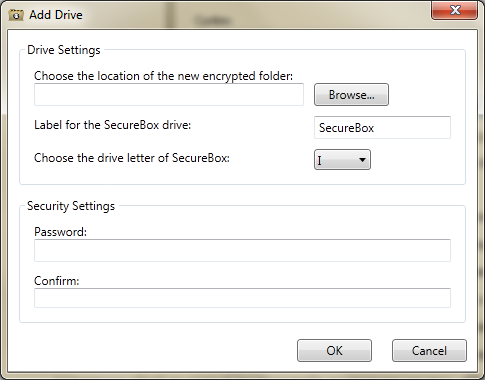 Add Drive
Drive Settings
Choose the location of the new encrypted folder:
Browse...
Label for the SecureBox drive:
SecureBox
Choose the drive letter of SecureBox:
I
Security Settings
Password:
Confirm:
OK
Cancel